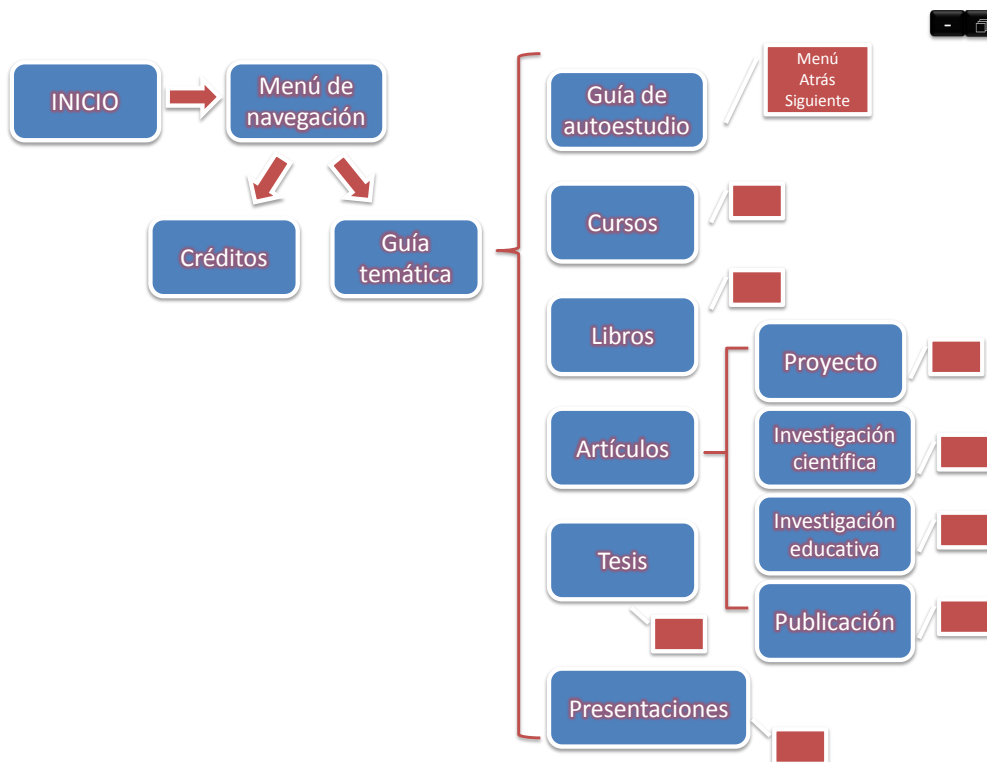 INICIO
Menú de
navegación
Créditos
Guía
temática
Guía de
autoestudio
Menú
Atrás
Siguiente
Cursos
Libros
Artículos
Proyecto
Investigación
científica
Investigación
educativa
Publicación
Tesis
Presentaciones